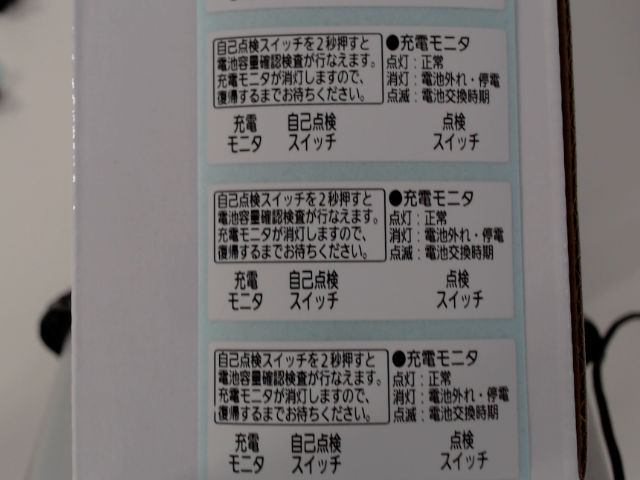 自己点検スイッチを2秒押すと
電池容量確認検査が行なえます。
充電モニタが消灯しますので、
復帰するまでお待ちください。
●充電モニタ
点灯：正常
消灯：電池外れ・停電
点滅：電池交換時期
充電モニタ
自己点検スイッチ
点検スイッチ
自己点検スイッチを2秒押すと
電池容量確認検査が行なえます。
充電モニタが消灯しますので、
復帰するまでお待ちください。
●充電モニタ
点灯：正常
消灯：電池外れ・停電
点滅：電池交換時期
充電モニタ
自己点検スイッチ
点検スイッチ
自己点検スイッチを2秒押すと
電池容量確認検査が行なえます。
充電モニタが消灯しますので、
復帰するまでお待ちください。
●充電モニタ
点灯：正常
消灯：電池外れ・停電
点滅：電池交換時期
充電モニタ
自己点検スイッチ
点検スイッチ